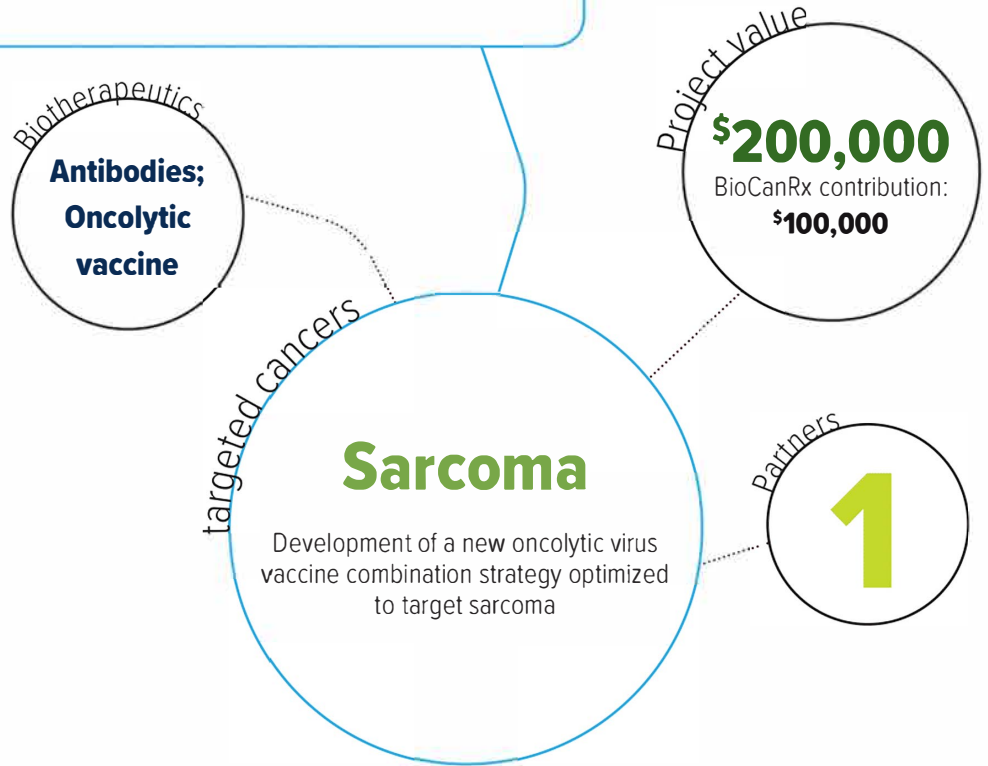 Biotherapeutics
Antibodies;
Oncolytic
vaccine
Project value
$200,000
BioCanRx contribution:
$100,000
targeted cancers
Sarcoma
Development of a new oncolytic virus
vaccine combination strategy optimized
to target sarcoma
Partners
1